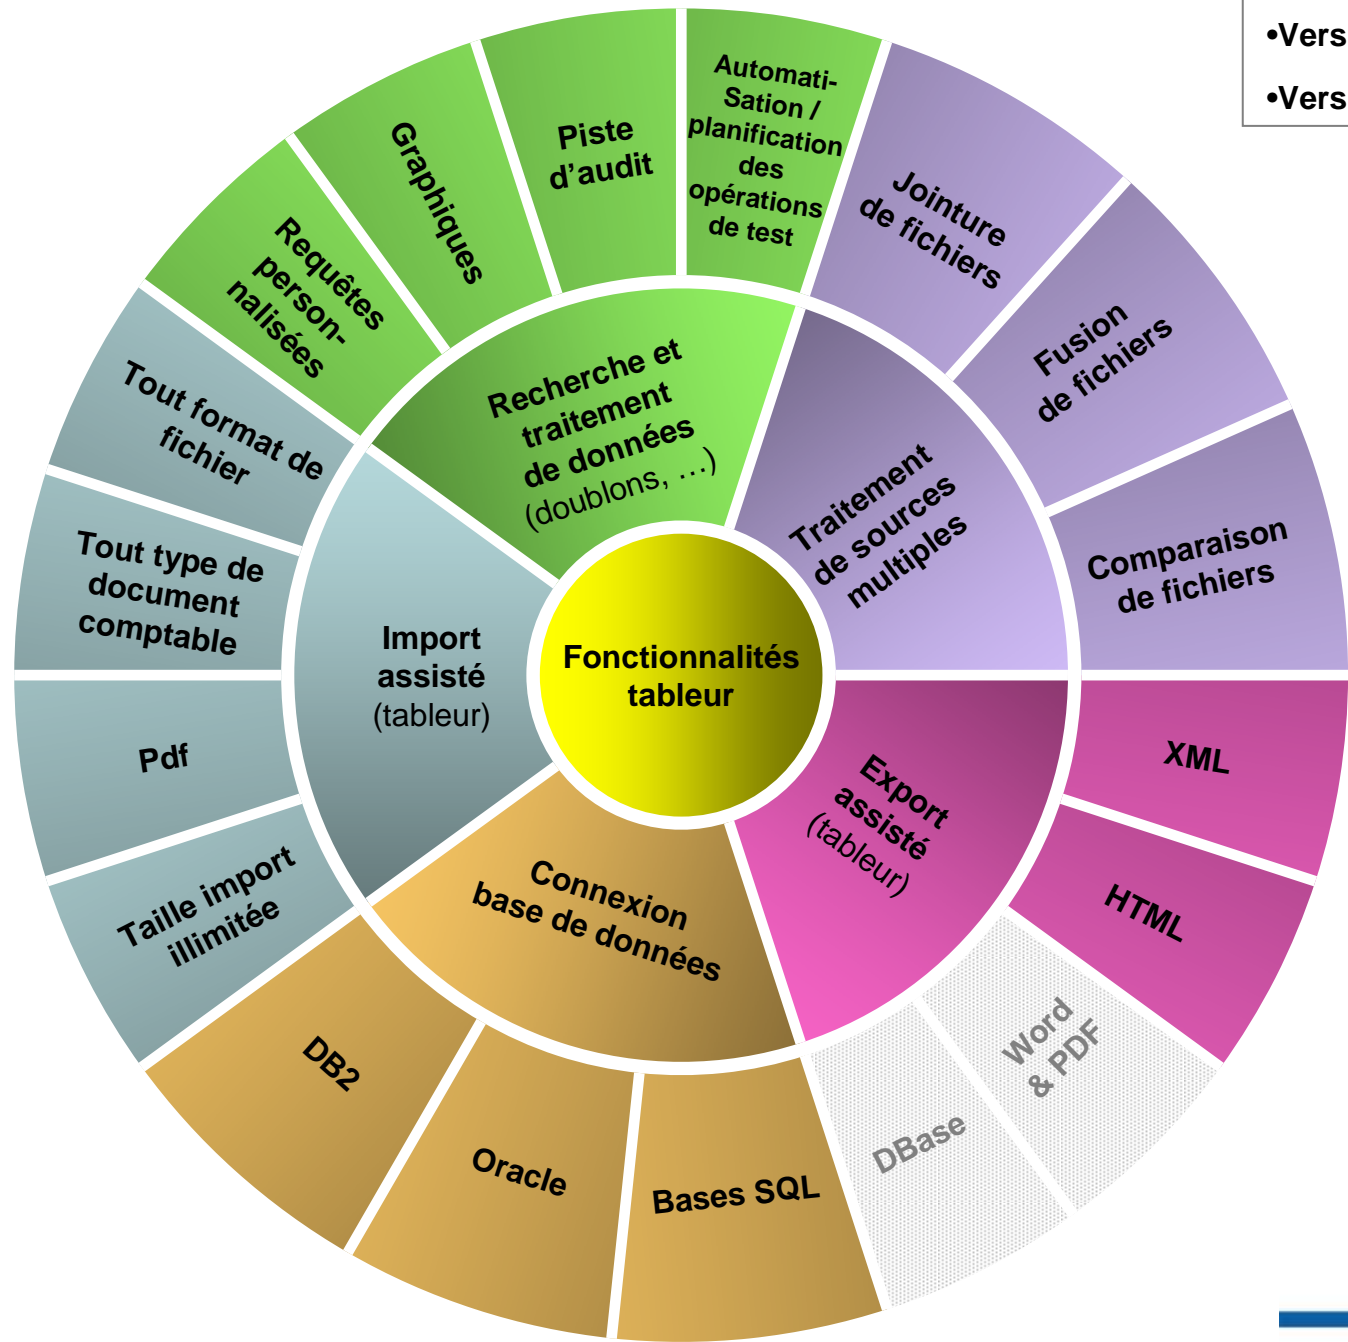 •Vers
•Vers
Automati-
Sation /
planification
des
opérations
de test
Piste
d’audit
Graphiques
Requêtes
person-
nalisées
Jointure
de fichiers
Fusion
de fichiers
Comparaison
de fichiers
Recherche et
traitement
de données
(doublons, …)
Traitement
de sources
multiples
Tout format de
fichier
Tout type de
document
comptable
Pdf
Taille import
illimitée
Import
assisté
(tableur)
Fonctionnalités
tableur
Export
assisté
(tableur)
XML
HTML
Word
& PDF
DBase
Connexion
base de données
DB2
Oracle
Bases SQL